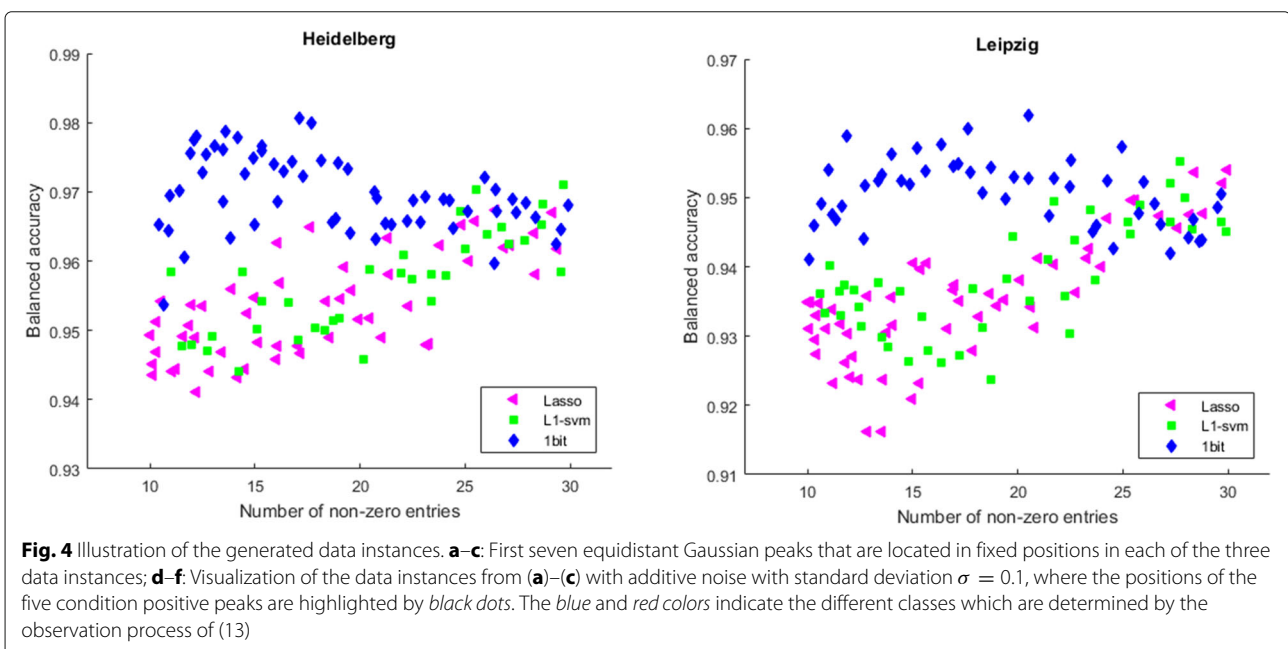 Heidelberg
0.99
0.98
0.97
0.96
0.95
0.94
0.93
Balanced accuracy
10 15 20 25 30
Number of non-zero entries
Lasso
L1-svm
1bit
Leipzig
0.97
0.96
0.95
0.94
0.93
0.92
0.91
Balanced accuracy
10 15 20 25 30
Number of non-zero entries
Lasso
L1-svm
1bit
Fig. 4 Illustration of the generated data instances. a–c: First seven equidistant Gaussian peaks that are located in fixed positions in each of the three
data instances; d–f: Visualization of the data instances from (a)–(c) with additive noise with standard deviation σ = 0.1, where the positions of the
five condition positive peaks are highlighted by black dots. The blue and red colors indicate the different classes which are determined by the
observation process of (13)